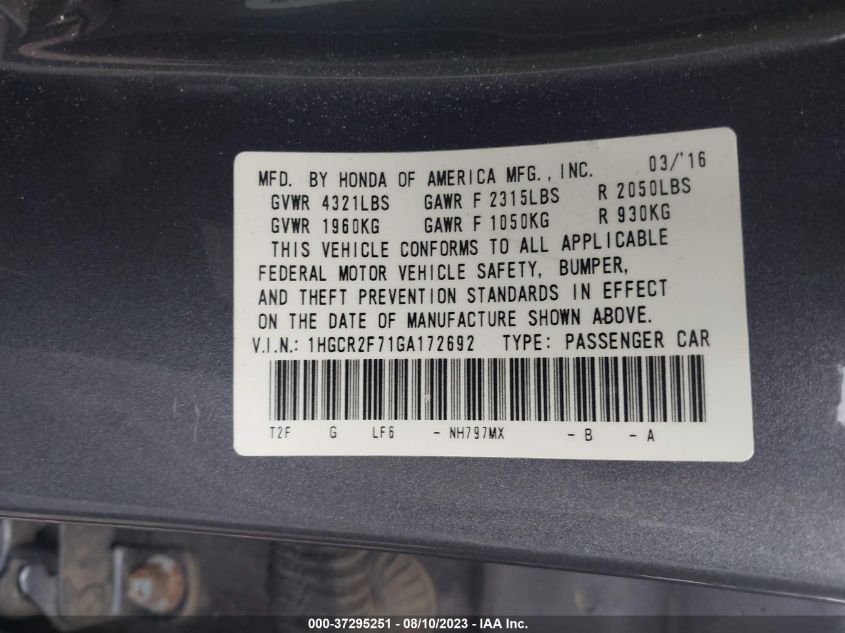 MFD. BY HONDA OF AMERICA MFG., INC. 03/'16
GVWR 4321LBS GAWR F 2315LBS R 2050LBS
GVWR 1960KG GAWR F 1050KG R 930KG
THIS VEHICLE CONFORMS TO ALL APPLICABLE
FEDERAL MOTOR VEHICLE SAFETY, BUMPER,
AND THEFT PREVENTION STANDARDS IN EFFECT
ON THE DATE OF MANUFACTURE SHOWN ABOVE.
V.I.N.: 1HGCR2F71GA172692 TYPE: PASSENGER CAR
T2F G LF6 - NH797MX - B - A
000-37295251 - 08/10/2023 - IAA Inc.